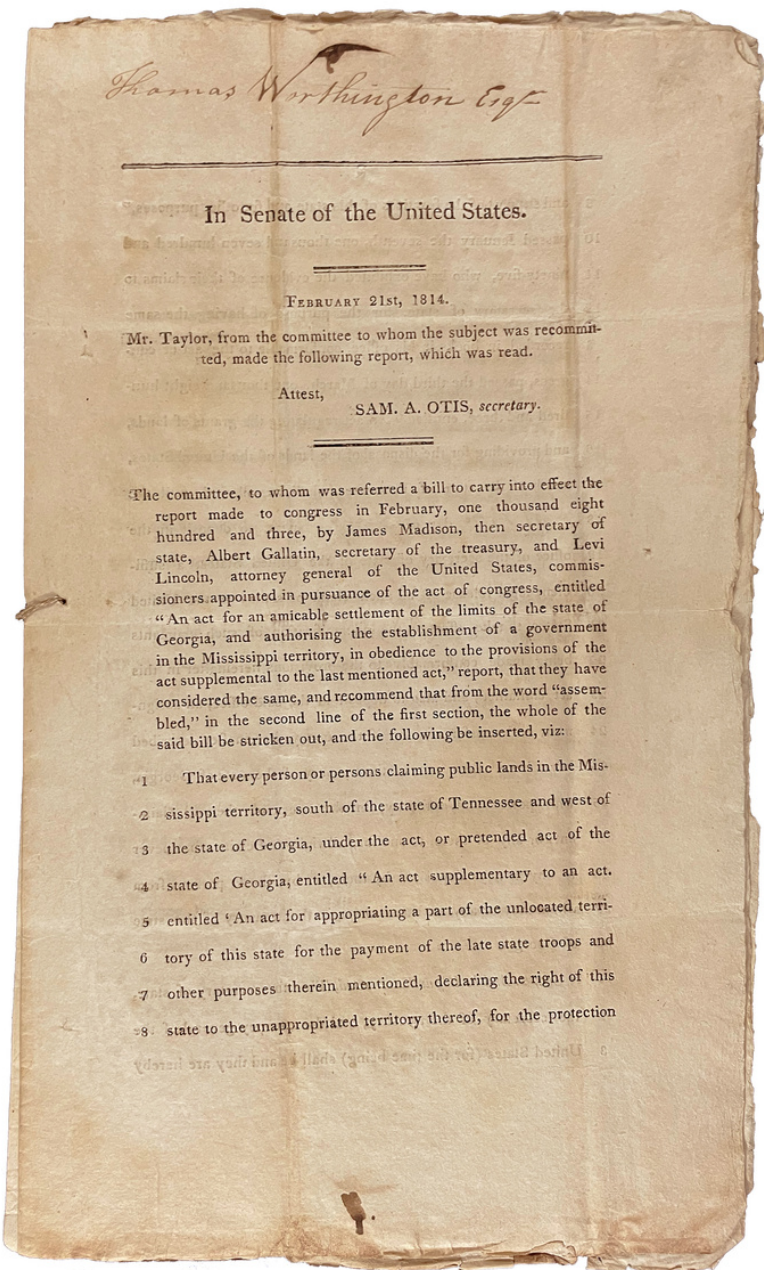 Thomas Worthington Esqr
In Senate of the United States.
FEBRUARY 21st, 1814.
Mr. Taylor, from the committee to whom the subject was recommit-
ted, made the following report, which was read.
Attest,
SAM. A. OTIS, secretary.
The committee, to whom was referred a bill to carry into effect the
report made to congress in February, one thousand eight
hundred and three, by James Madison, then secretary of
state, Albert Gallatin, secretary of the treasury, and Levi
Lincoln, attorney general of the United States, commis-
sioners appointed in pursuance of the act of congress, entitled
"An act for an amicable settlement of the limits of the state of
Georgia, and authorising the establishment of a government
in the Mississippi territory, in obedience to the provisions of the
act supplemental to the last mentioned act," report, that they have
considered the same, and recommend that from the word "assem-
bled," in the second line of the first section, the whole of the
said bill be stricken out, and the following be inserted, viz:
1 That every person or persons claiming public lands in the Mis-
2 sissippi territory, south of the state of Tennessee and west of
3 the state of Georgia, under the act, or pretended act of the
4 state of Georgia, entitled "An act supplementary to an act.
5 entitled 'An act for appropriating a part of the unlocated terri-
6 tory of this state for the payment of the late state troops and
7 other purposes therein mentioned, declaring the right of this
8 state to the unappropriated territory thereof, for the protection